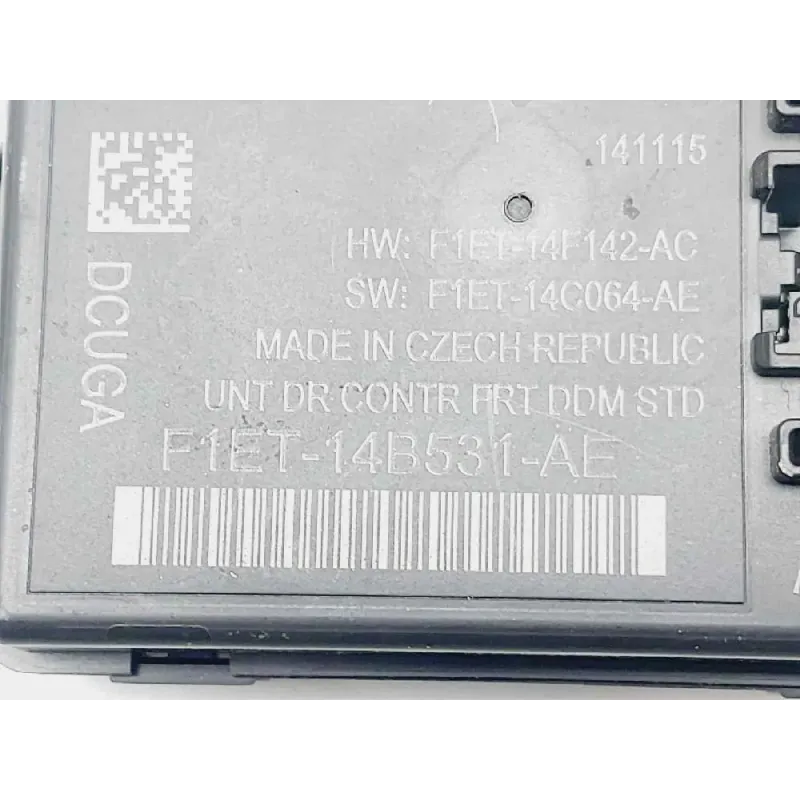 141115
HW: F1ET-14F142-AC
SW: F1ET-14C064-AE
MADE IN CZECH REPUBLIC
UNT DR CONTR FRT DDM STD
F1ET-14B531-AE
DCUGA